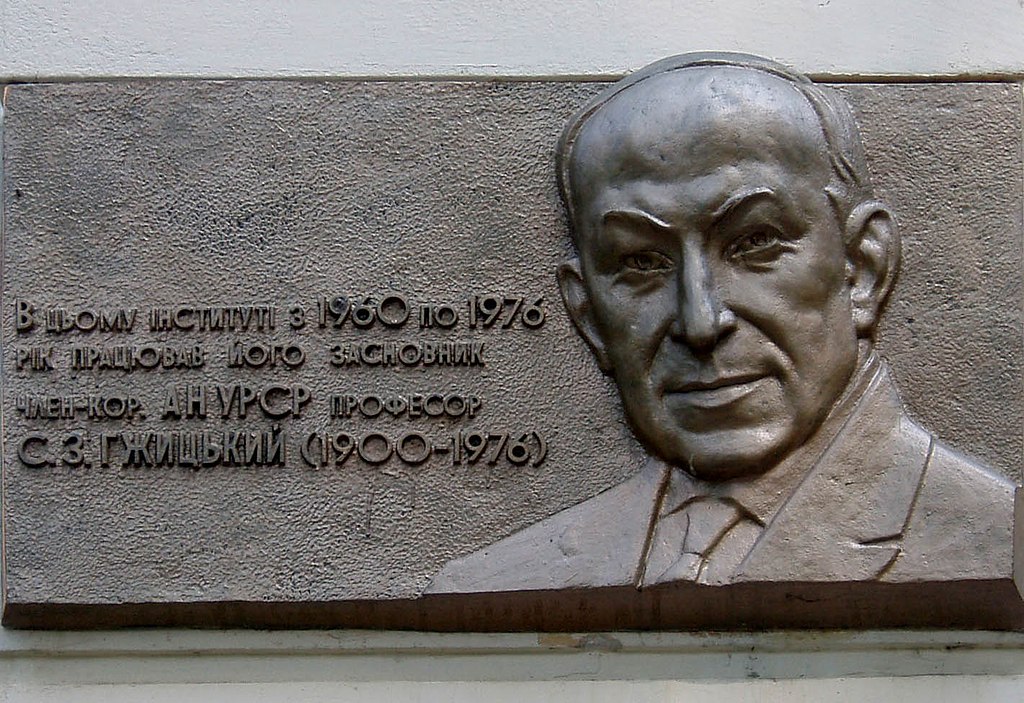 В цьому інституті з 1960 по 1976
рік працював його засновник
член-кор. АН УРСР професор
С.З. Гжицький (1900-1976)